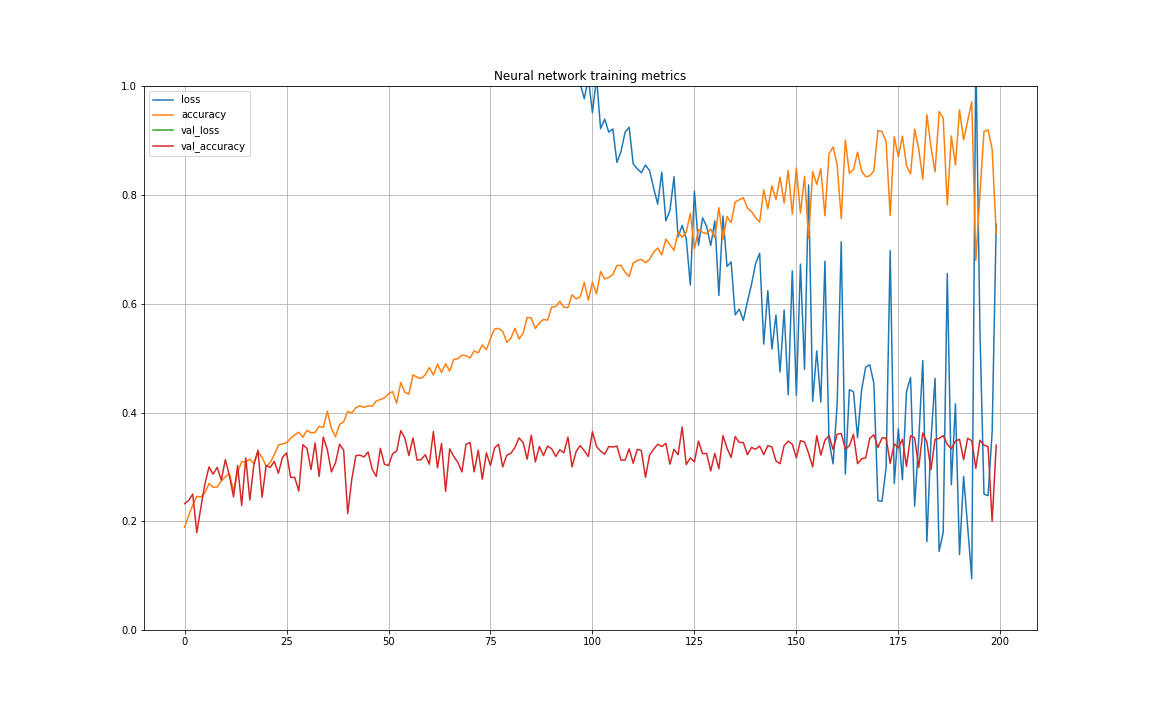 Neural network training metrics
loss
accuracy
val_loss
val_accuracy
1.0
0.8
0.6
0.4
0.2
0.0
0 25 50 75 100 125 150 175 200